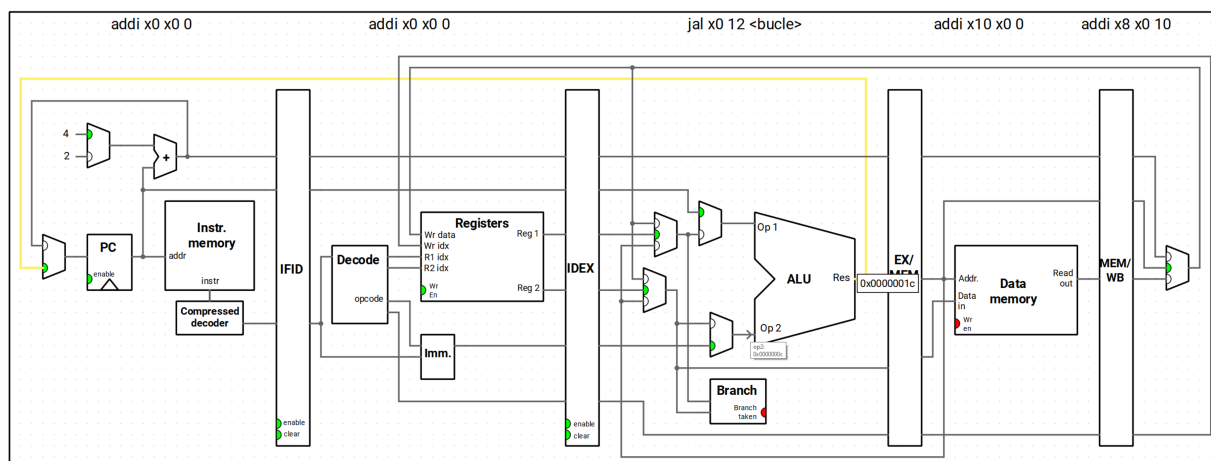 addi x0 x0 0
addi x0 x0 0
jal x0 12 <bucle>
addi x10 x0 0
addi x8 x0 10
4
2
+
PC
enable
Instr.
memory
addr
instr
Compressed
decoder
IFID
enable
clear
Decode
opcode
Registers
Wr data
Wr idx
R1 idx
R2 idx
Wr
En
Reg 1
Reg 2
Imm.
IDEX
enable
clear
Op 1
ALU
Res
Op 2
op2:
0x0000000c
0x0000001c
Branch
Branch
taken
EX/
MEM
Addr.
Data
in
Wr
en
Data
memory
Read
out
MEM/
WB